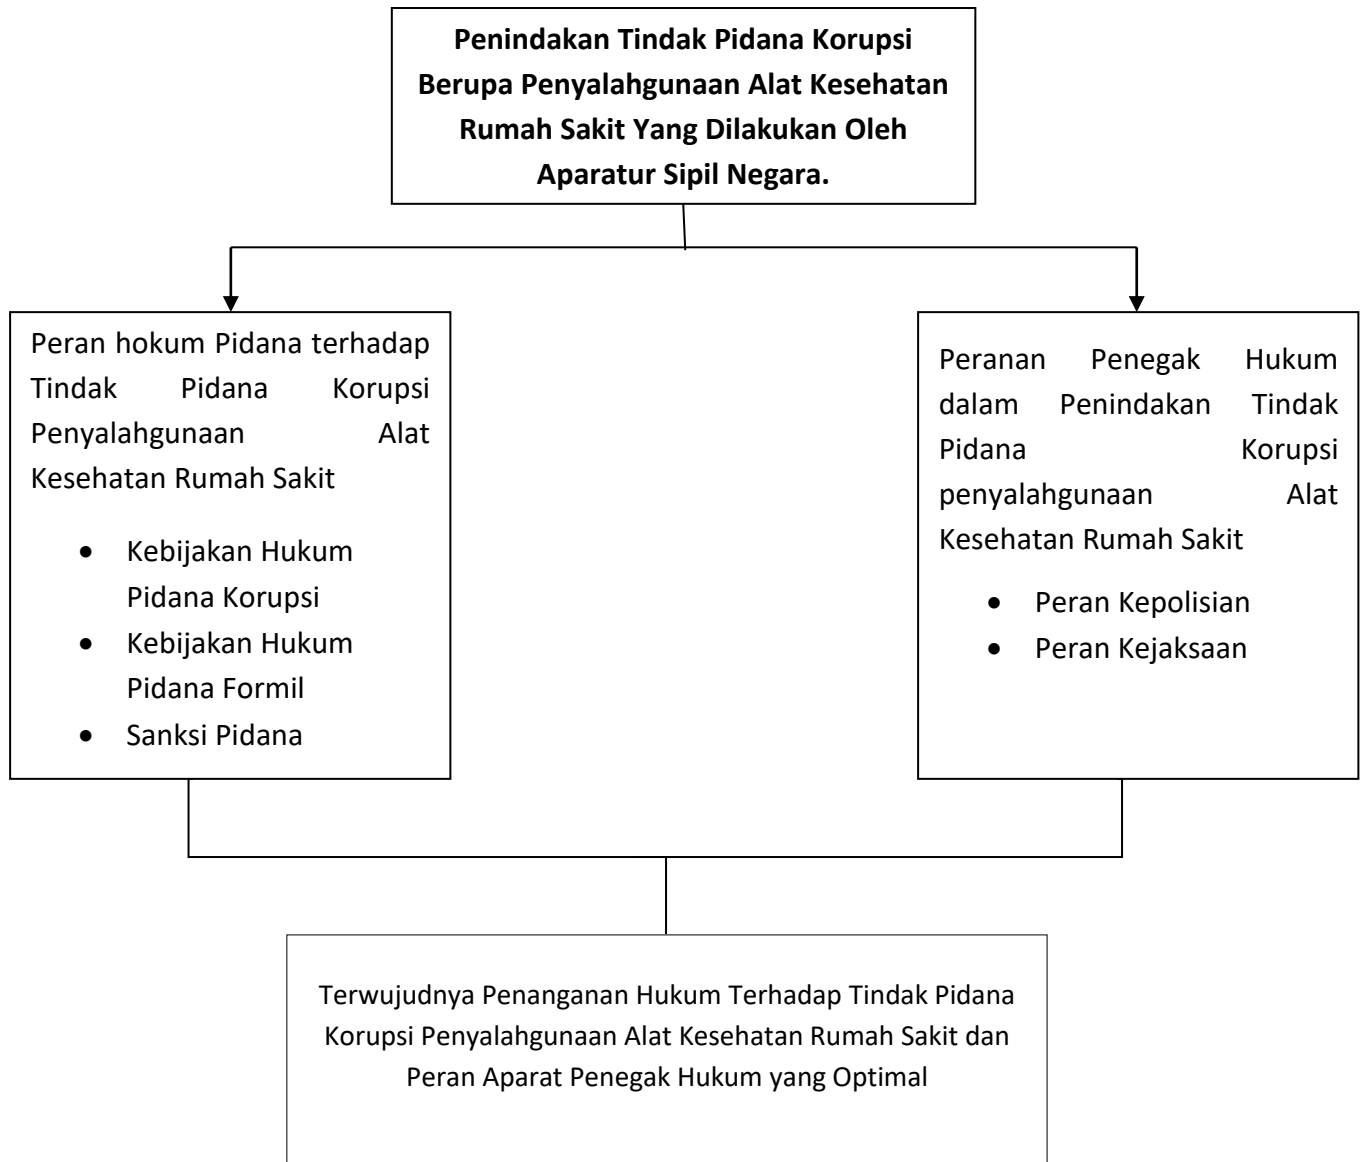 Penindakan Tindak Pidana Korupsi
Berupa Penyalahgunaan Alat Kesehatan
Rumah Sakit Yang Dilakukan Oleh
Aparatur Sipil Negara.
Peran hokum Pidana terhadap
Tindak Pidana Korupsi
Penyalahgunaan Alat
Kesehatan Rumah Sakit
• Kebijakan Hukum
Pidana Korupsi
• Kebijakan Hukum
Pidana Formil
• Sanksi Pidana
Peranan Penegak Hukum
dalam Penindakan Tindak
Pidana Korupsi
penyalahgunaan Alat
Kesehatan Rumah Sakit
• Peran Kepolisian
• Peran Kejaksaan
Terwujudnya Penanganan Hukum Terhadap Tindak Pidana
Korupsi Penyalahgunaan Alat Kesehatan Rumah Sakit dan
Peran Aparat Penegak Hukum yang Optimal